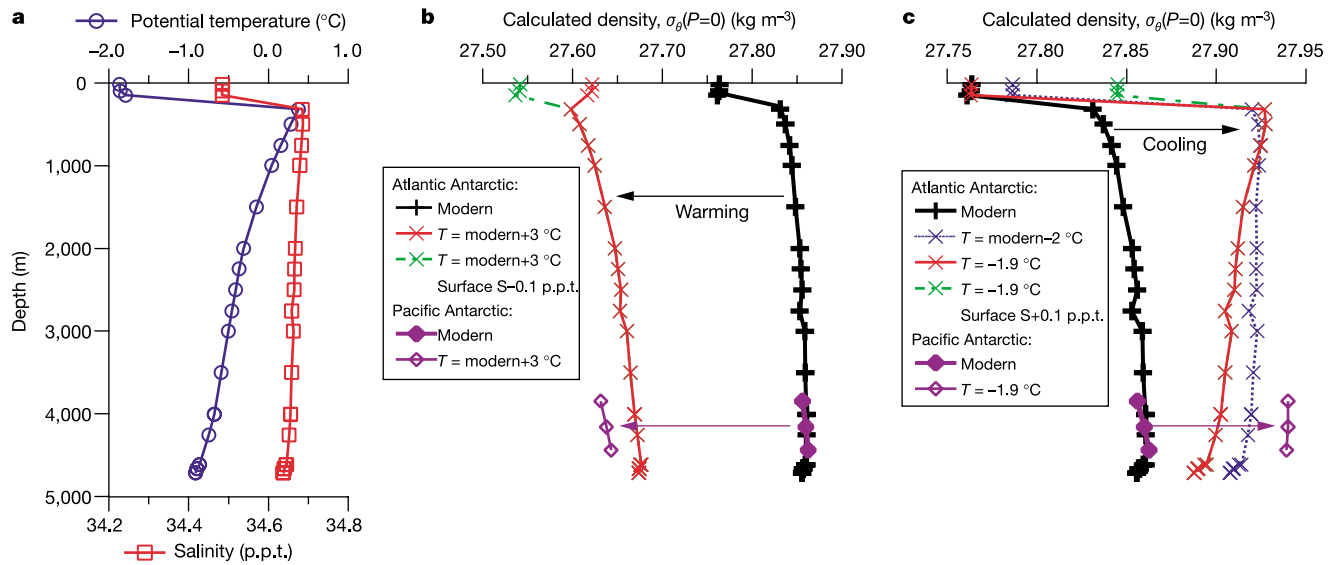 a
Potential temperature (°C)
–2.0 –1.0 0.0 1.0
0
1,000
2,000
3,000
4,000
5,000
Depth (m)
34.2 34.4 34.6 34.8
Salinity (p.p.t.)
b
Calculated density, σθ(P=0) (kg m–3)
27.50 27.60 27.70 27.80 27.90
Warming
Atlantic Antarctic:
Modern
T = modern+3 °C
T = modern+3 °C
Surface S–0.1 p.p.t.
Pacific Antarctic:
Modern
T = modern+3 °C
c
Calculated density, σθ(P=0) (kg m–3)
27.75 27.80 27.85 27.90 27.95
Cooling
Atlantic Antarctic:
Modern
T = modern–2 °C
T = –1.9 °C
T = –1.9 °C
Surface S+0.1 p.p.t.
Pacific Antarctic:
Modern
T = –1.9 °C